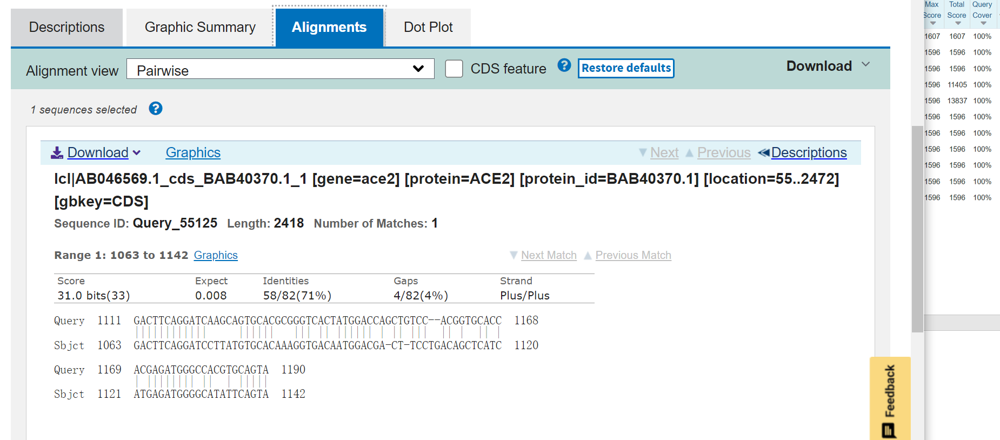 Descriptions
Graphic Summary
Alignments
Dot Plot
Alignment view
Pairwise
CDS feature
?
Restore defaults
Download
1 sequences selected
?
Download
Graphics
Next
Previous
Descriptions
lcl|AB046569.1_cds_BAB40370.1_1 [gene=ace2] [protein=ACE2] [protein_id=BAB40370.1] [location=55..2472]
[gbkey=CDS]
Sequence ID: Query_55125 Length: 2418 Number of Matches: 1
Range 1: 1063 to 1142 Graphics
Next Match
Previous Match
Score Expect Identities Gaps Strand
31.0 bits(33) 0.008 58/82(71%) 4/82(4%) Plus/Plus
Query 1111 GACTTCAGGATCAAGCAGTGCACGCGGGTCACTATGGACCAGCTGTCC--ACGGTGCACC 1168
Sbjct 1063 GACTTCAGGATCCTTATGTGCACAAAGGTGACAATGGACGA-CT-TCCTGACAGCTCATC 1120
Query 1169 ACGAGATGGGCCACGTGCAGTA 1190
Sbjct 1121 ATGAGATGGGGCATATTCAGTA 1142
Feedback
Max Total Query
Score Score Cover
1607 1607 100%
1596 1596 100%
1596 1596 100%
1596 11405 100%
1596 13837 100%
1596 1596 100%
1596 1596 100%
1596 1596 100%
1596 1596 100%
1596 1596 100%
1596 1596 100%